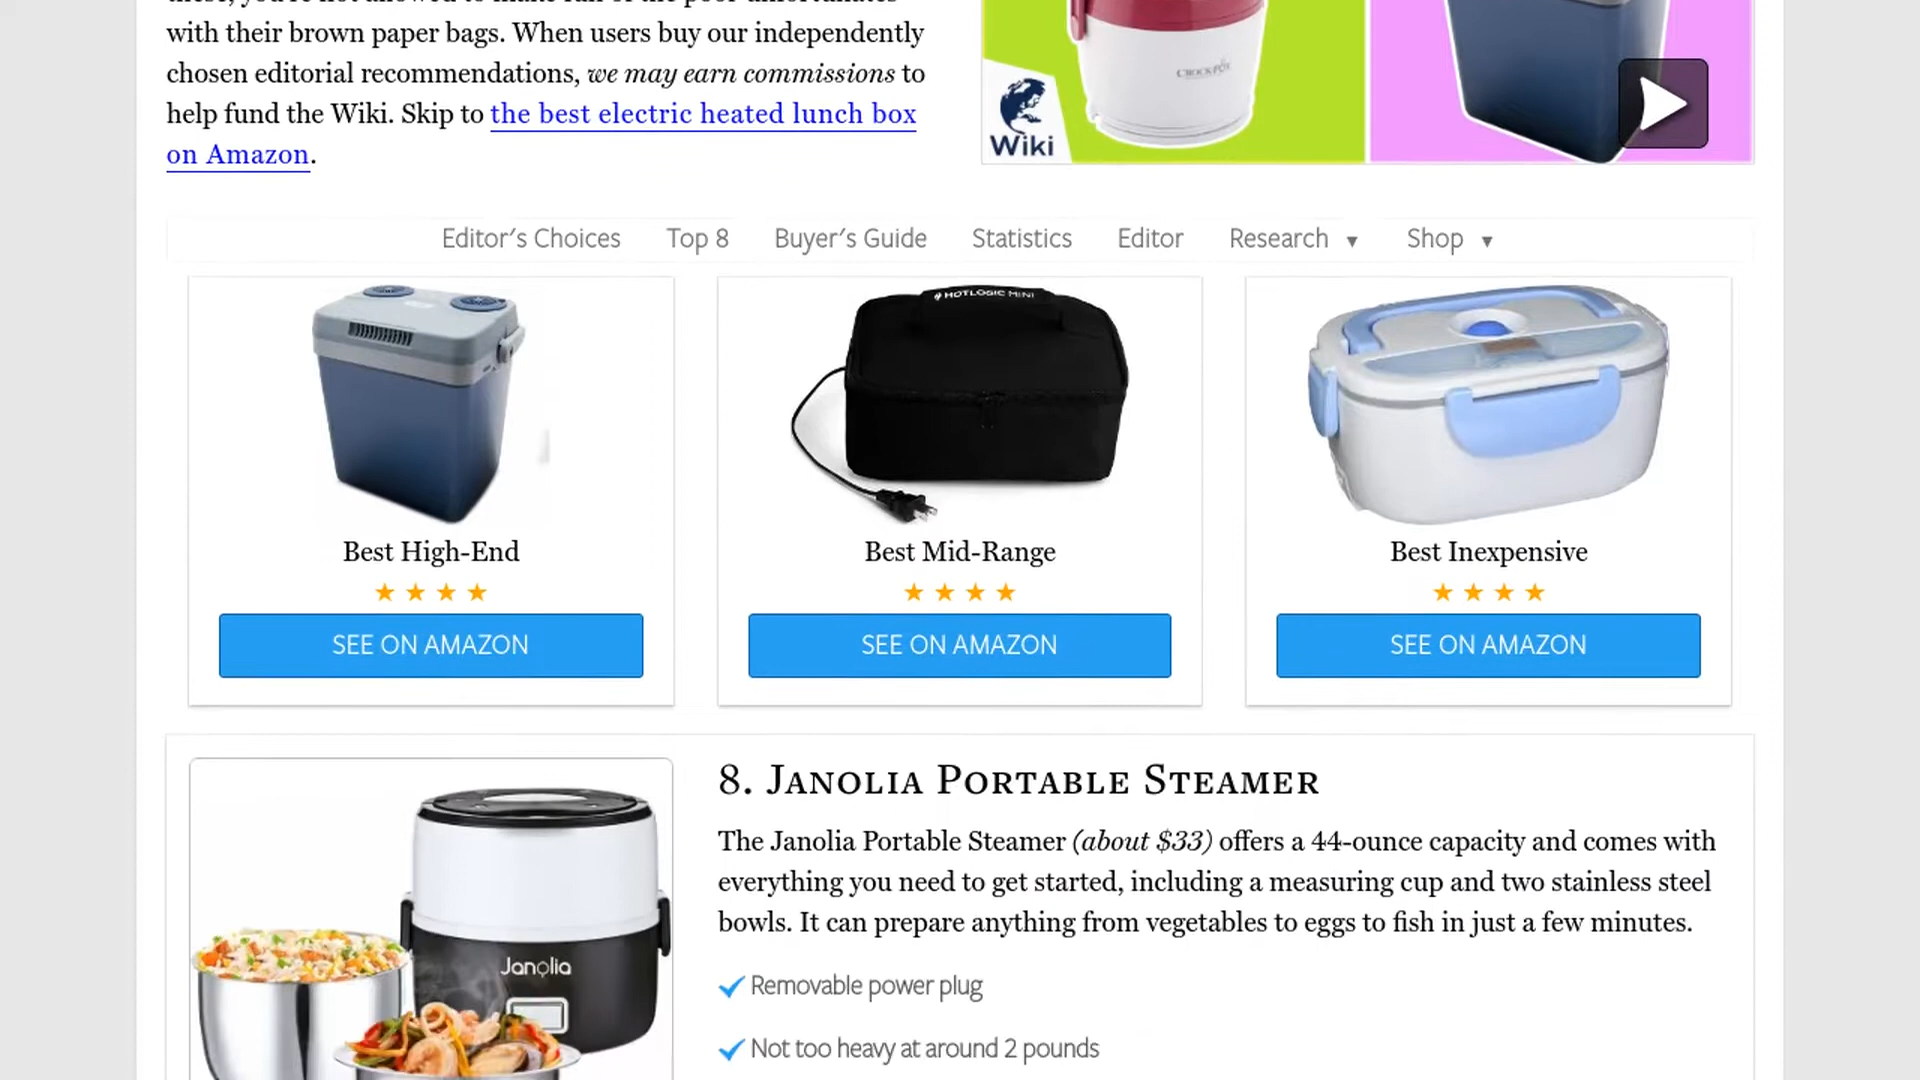 with their brown paper bags. When users buy our independently
chosen editorial recommendations, we may earn commissions to
help fund the Wiki. Skip to the best electric heated lunch box
on Amazon.
CROCK-POT
Wiki
Editor's Choices Top 8 Buyer's Guide Statistics Editor Research ▼ Shop ▼
HOTLOGIC MINI
Best High-End
Best Mid-Range
Best Inexpensive
SEE ON AMAZON
SEE ON AMAZON
SEE ON AMAZON
8. Janolia Portable Steamer
The Janolia Portable Steamer (about $33) offers a 44-ounce capacity and comes with
everything you need to get started, including a measuring cup and two stainless steel
bowls. It can prepare anything from vegetables to eggs to fish in just a few minutes.
Janolia
Removable power plug
Not too heavy at around 2 pounds